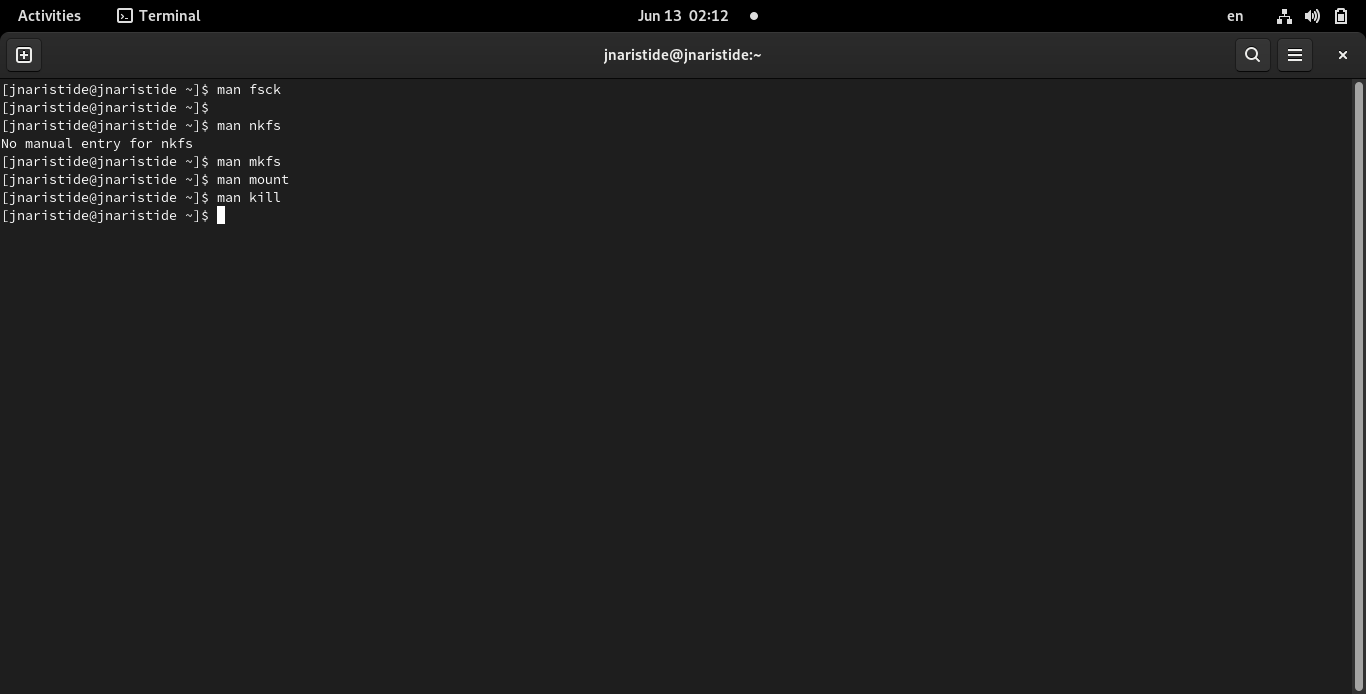 Activities
Terminal
Jun 13 02:12
en
jnaristide@jnaristide:~
[jnaristide@jnaristide ~]$ man fsck
[jnaristide@jnaristide ~]$
[jnaristide@jnaristide ~]$ man nkfs
No manual entry for nkfs
[jnaristide@jnaristide ~]$ man mkfs
[jnaristide@jnaristide ~]$ man mount
[jnaristide@jnaristide ~]$ man kill
[jnaristide@jnaristide ~]$